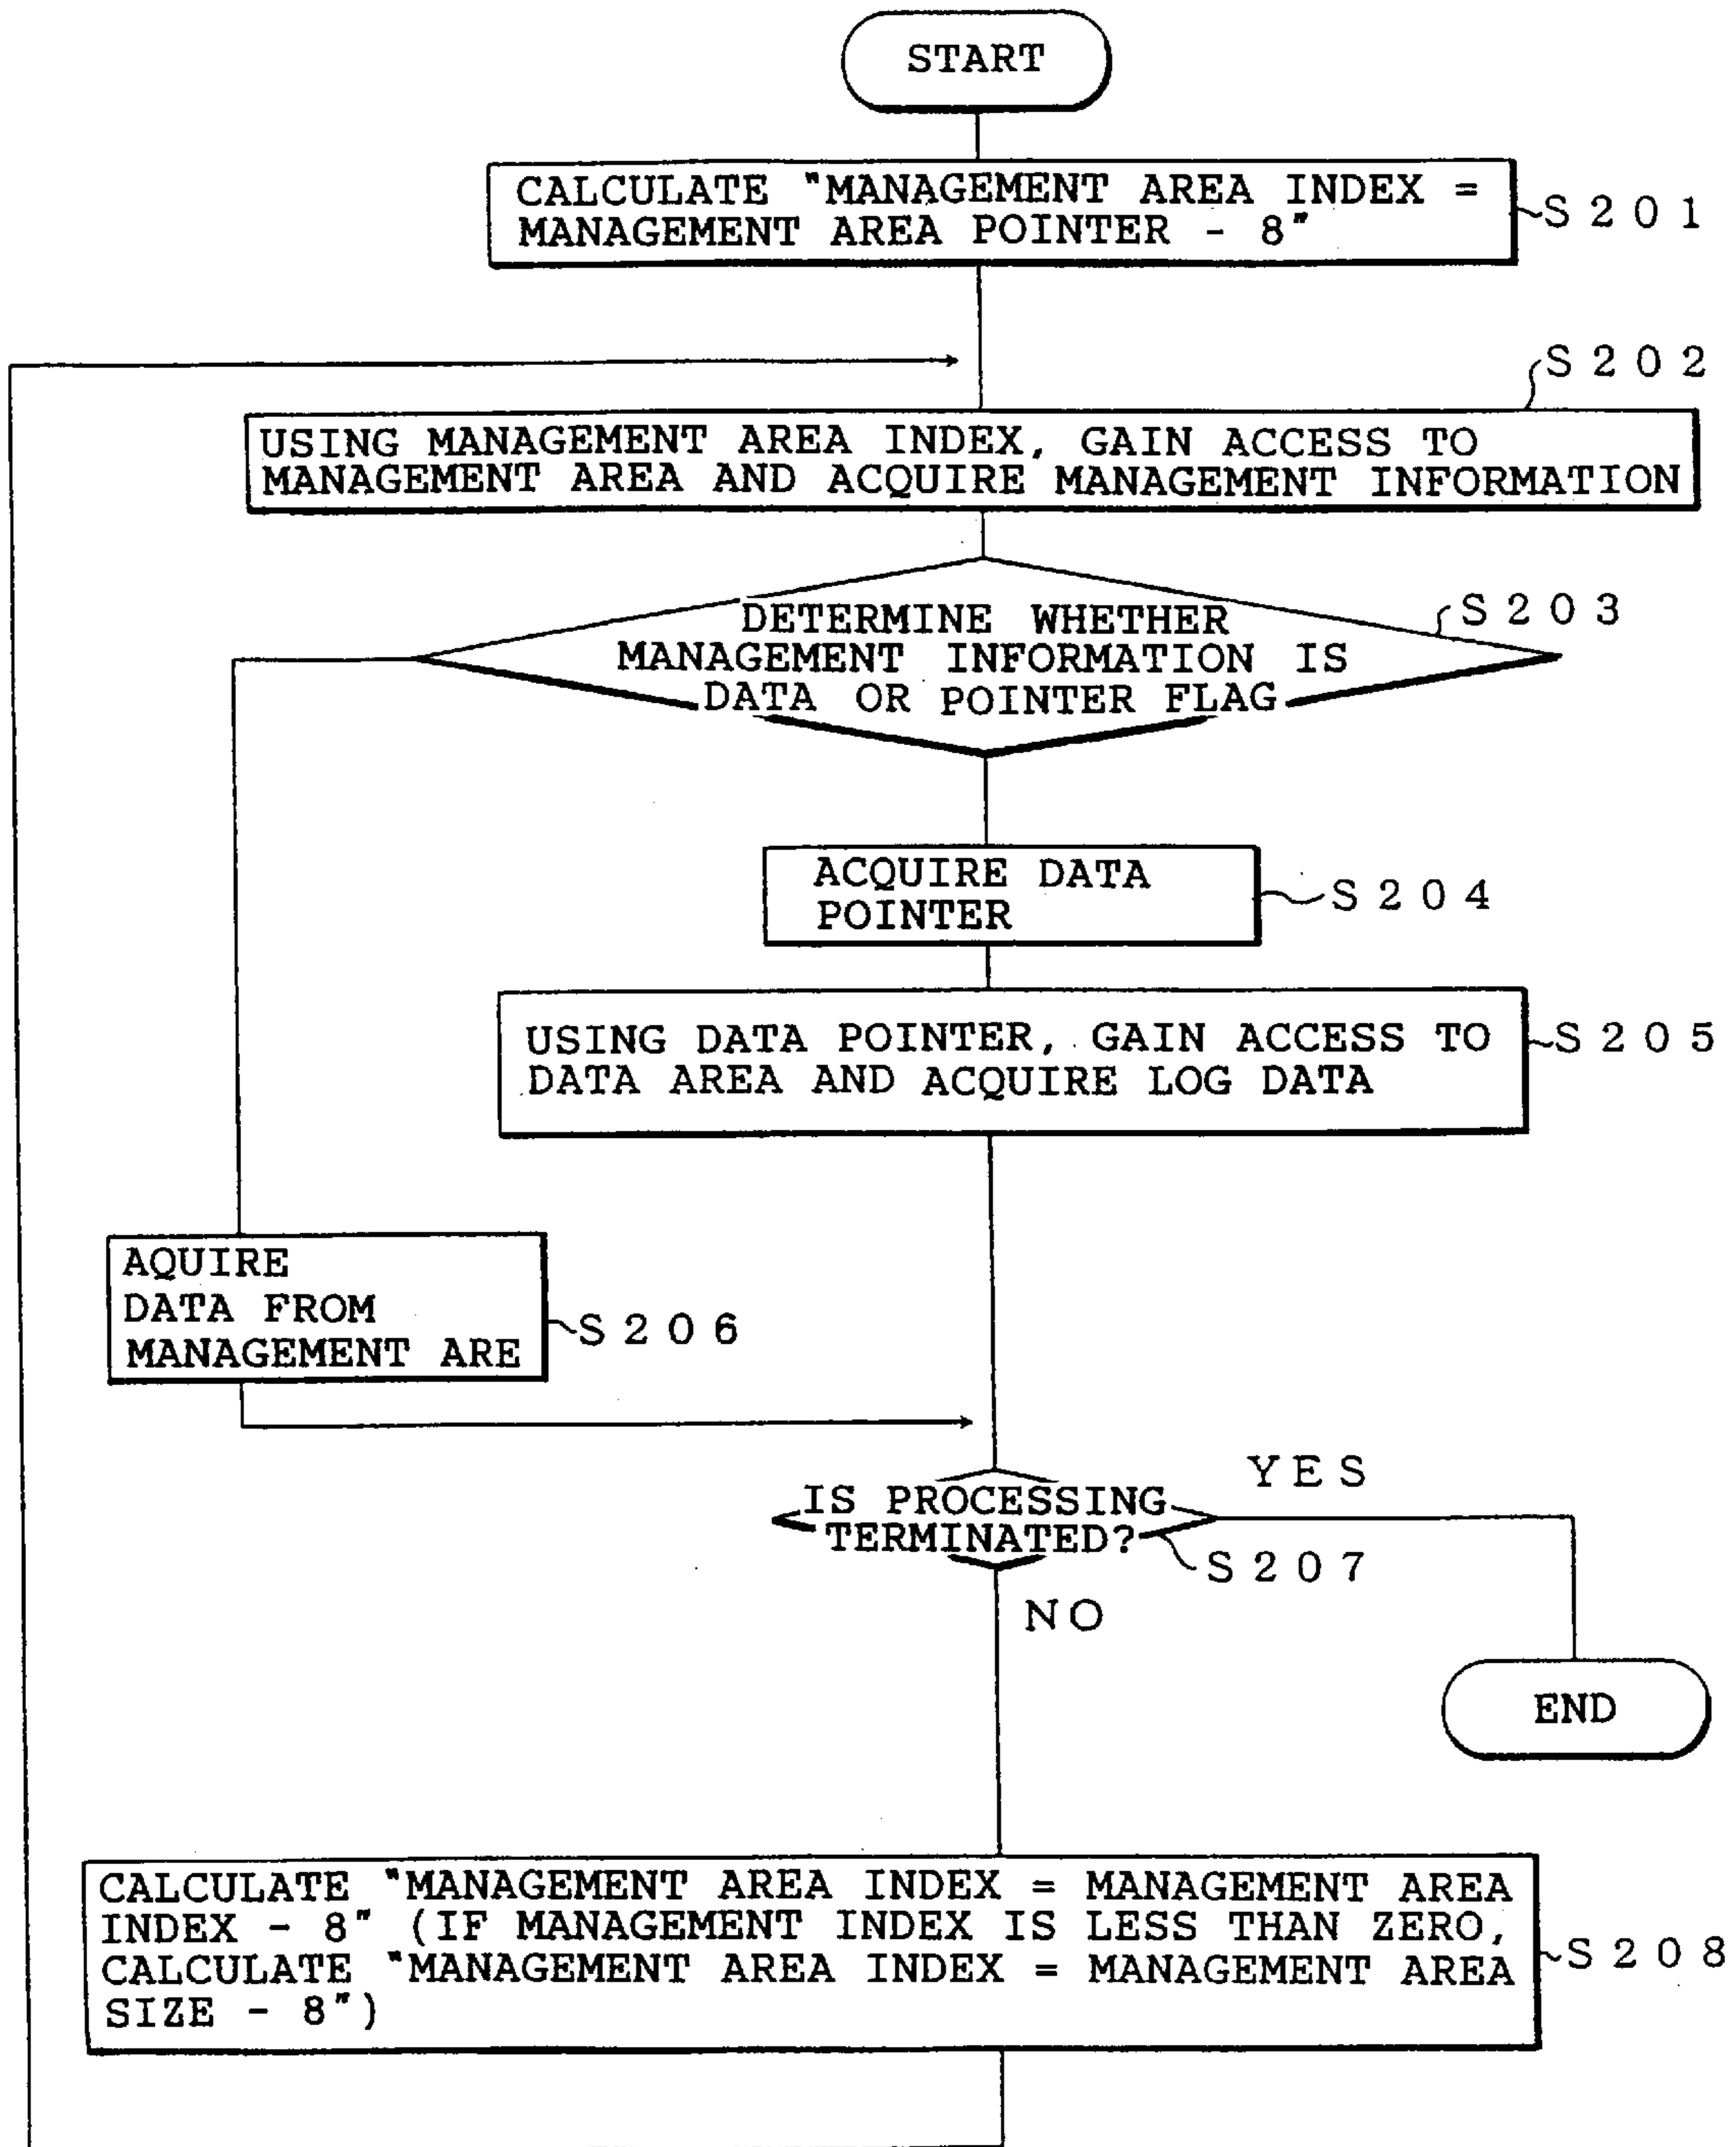 START
CALCULATE "MANAGEMENT AREA INDEX =
MANAGEMENT AREA POINTER - 8"
S201
S202
USING MANAGEMENT AREA INDEX, GAIN ACCESS TO
MANAGEMENT AREA AND ACQUIRE MANAGEMENT INFORMATION
S203
DETERMINE WHETHER
MANAGEMENT INFORMATION IS
DATA OR POINTER FLAG
ACQUIRE DATA
POINTER
S204
USING DATA POINTER, GAIN ACCESS TO
DATA AREA AND ACQUIRE LOG DATA
S205
AQUIRE
DATA FROM
MANAGEMENT ARE
S206
IS PROCESSING
TERMINATED?
YES
S207
NO
END
CALCULATE "MANAGEMENT AREA INDEX = MANAGEMENT AREA
INDEX - 8" (IF MANAGEMENT INDEX IS LESS THAN ZERO,
CALCULATE "MANAGEMENT AREA INDEX = MANAGEMENT AREA
SIZE - 8")
S208